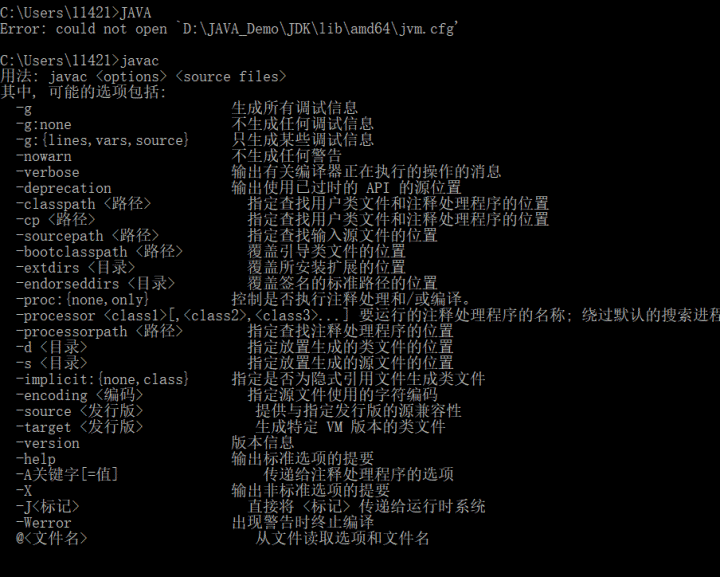 C:\Users\11421>JAVA
Error: could not open `D:\JAVA_Demo\JDK\lib\amd64\jvm.cfg'
C:\Users\11421>javac
用法: javac <options> <source files>
其中, 可能的选项包括:
-g 生成所有调试信息
-g:none 不生成任何调试信息
-g:{lines,vars,source} 只生成某些调试信息
-nowarn 不生成任何警告
-verbose 输出有关编译器正在执行的操作的消息
-deprecation 输出使用已过时的 API 的源位置
-classpath <路径> 指定查找用户类文件和注释处理程序的位置
-cp <路径> 指定查找用户类文件和注释处理程序的位置
-sourcepath <路径> 指定查找输入源文件的位置
-bootclasspath <路径> 覆盖引导类文件的位置
-extdirs <目录> 覆盖所安装扩展的位置
-endorseddirs <目录> 覆盖签名的标准路径的位置
-proc:{none,only} 控制是否执行注释处理和/或编译。
-processor <class1>[,<class2>,<class3>...] 要运行的注释处理程序的名称; 绕过默认的搜索进程
-processorpath <路径> 指定查找注释处理程序的位置
-d <目录> 指定放置生成的类文件的位置
-s <目录> 指定放置生成的源文件的位置
-implicit:{none,class} 指定是否为隐式引用文件生成类文件
-encoding <编码> 指定源文件使用的字符编码
-source <发行版> 提供与指定发行版的源兼容性
-target <发行版> 生成特定 VM 版本的类文件
-version 版本信息
-help 输出标准选项的提要
-A关键字[=值] 传递给注释处理程序的选项
-X 输出非标准选项的提要
-J<标记> 直接将 <标记> 传递给运行时系统
-Werror 出现警告时终止编译
@<文件名> 从文件读取选项和文件名